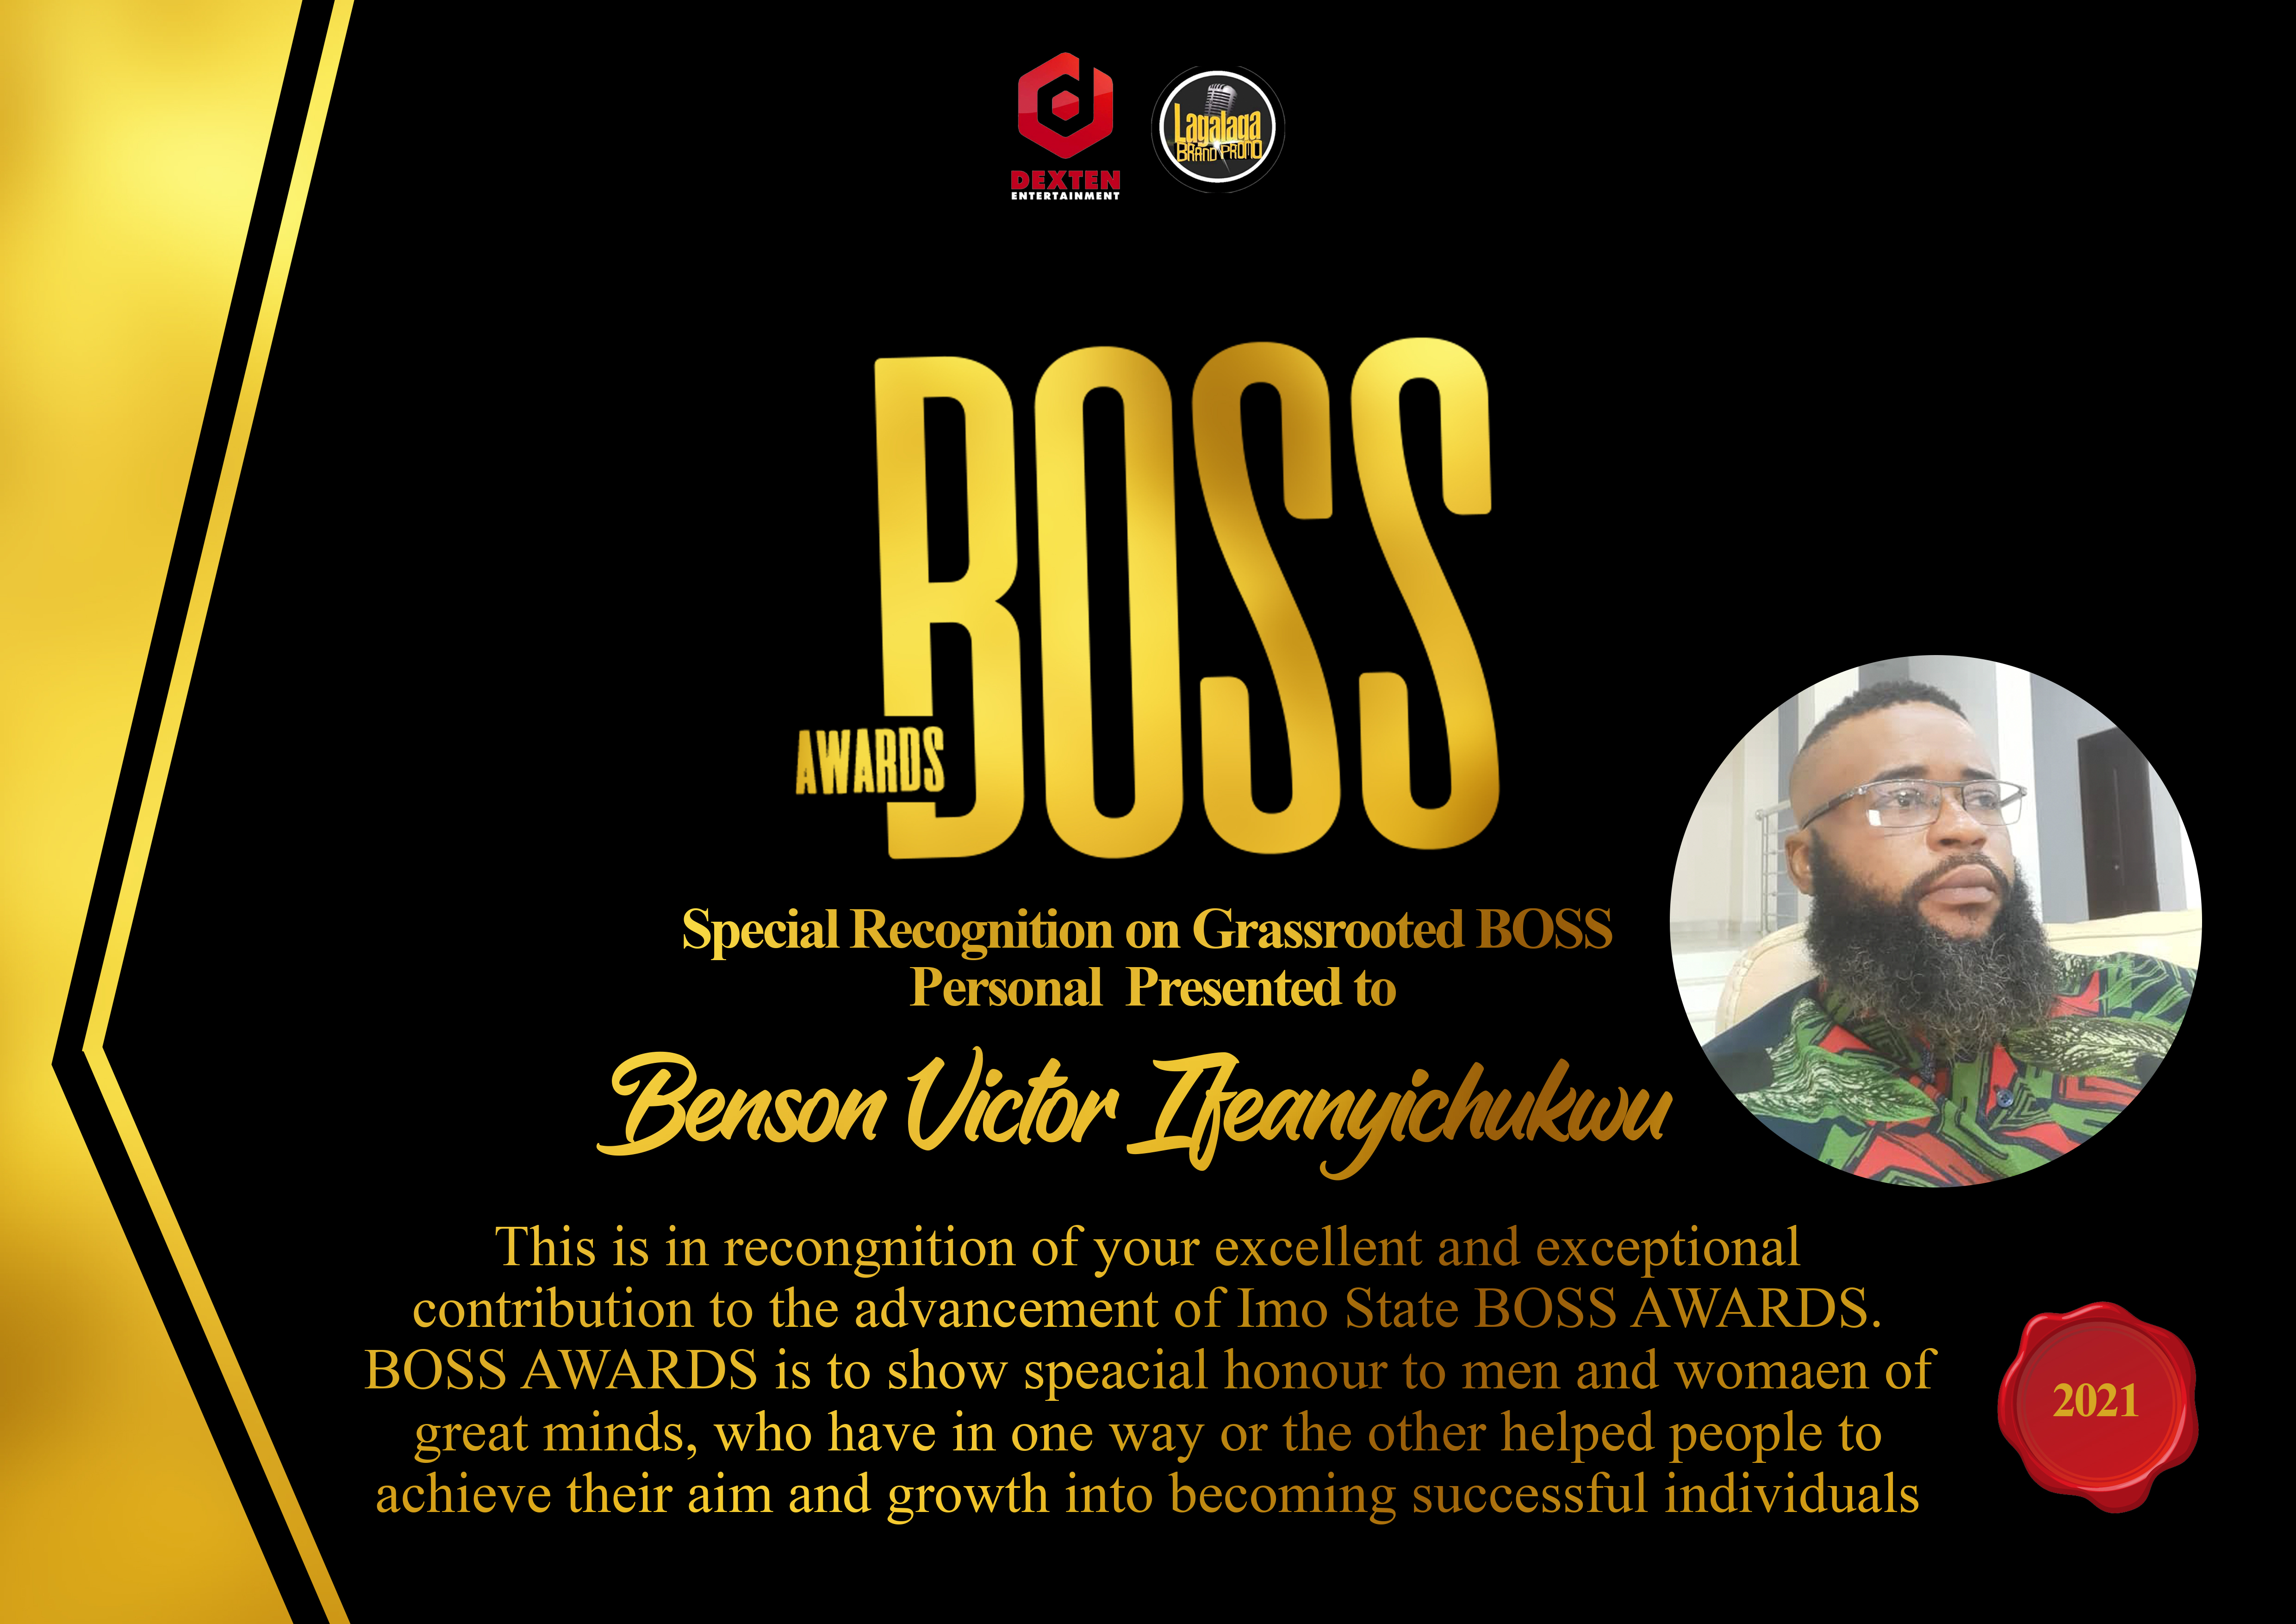 DEXTEN
ENTERTAINMENT
Lagalaga
BRAND PROMO
BOSS
AWARDS
Special Recognition on Grassrooted BOSS
Personal Presented to
Benson Victor Ifeanyichukwu
This is in recongnition of your excellent and exceptional
contribution to the advancement of Imo State BOSS AWARDS.
BOSS AWARDS is to show speacial honour to men and womaen of
great minds, who have in one way or the other helped people to
achieve their aim and growth into becoming successful individuals
2021